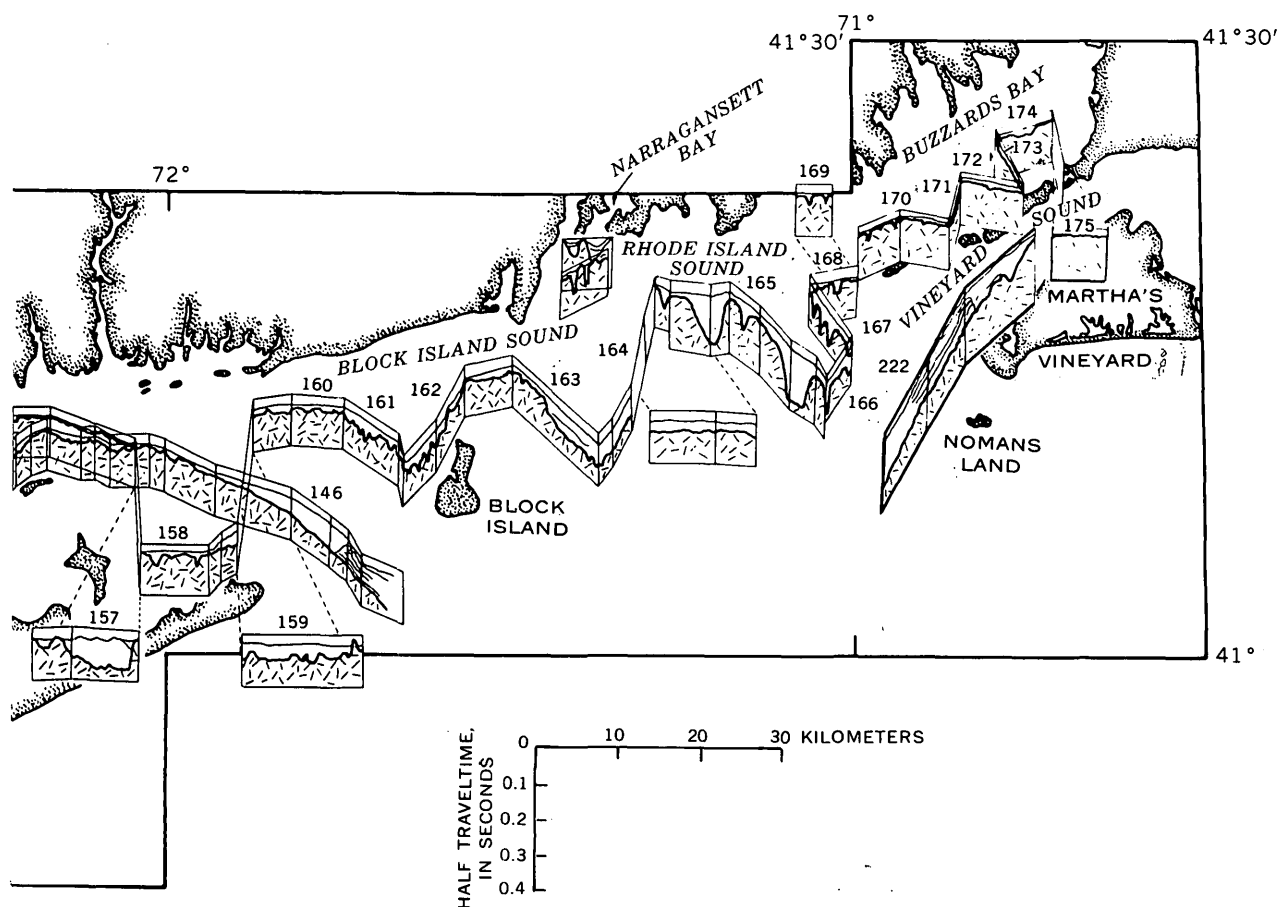 71°
41°30'
41°30'
NARRAGANSETT
BAY
BUZZARDS BAY
174
173
172
72°
169
171
170
SOUND
175
RHODE ISLAND
SOUND
168
165
VINEYARD
MARTHA'S
VINEYARD
167
BLOCK ISLAND SOUND
164
222
160
162
163
161
166
NOMANS
LAND
146
BLOCK
ISLAND
158
157
159
41°
HALF TRAVELTIME,
IN SECONDS
0
10
20
30 KILOMETERS
0.1
0.2
0.3
0.4